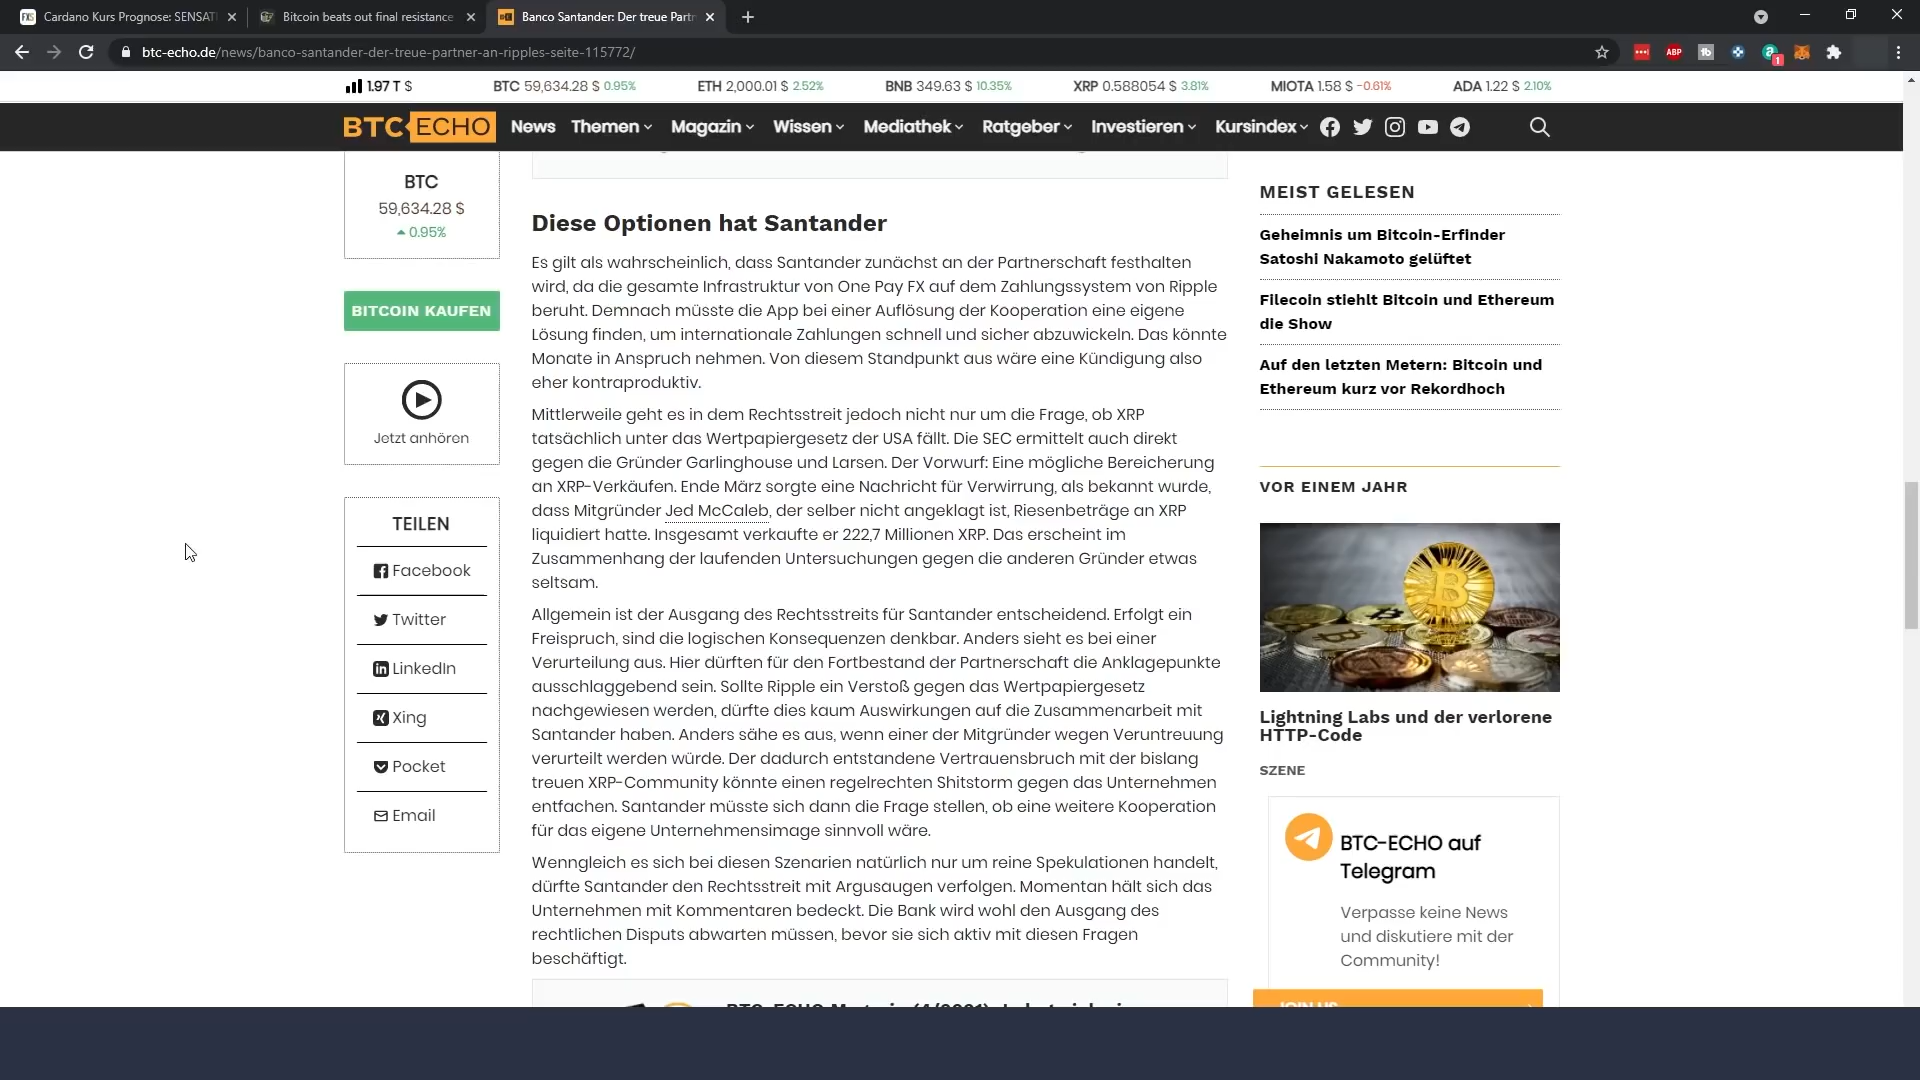 Cardano Kurs Prognose: SENSATI
Bitcoin beats out final resistance
Banco Santander: Der treue Partn
btc-echo.de/news/banco-santander-der-treue-partner-an-ripples-seite-115772/
ABP
1
1.97 T $
BTC 59,634.28 $ 0.95%
ETH 2,000.01 $ 2.52%
BNB 349.63 $ 10.35%
XRP 0.588054 $ 3.81%
MIOTA 1.58 $ -0.61%
ADA 1.22 $ 2.10%
BTC ECHO
News
Themen
Magazin
Wissen
Mediathek
Ratgeber
Investieren
Kursindex
BTC
59,634.28 $
0.95%
BITCOIN KAUFEN
Jetzt anhören
TEILEN
Facebook
Twitter
LinkedIn
Xing
Pocket
Email
Diese Optionen hat Santander
Es gilt als wahrscheinlich, dass Santander zunächst an der Partnerschaft festhalten
wird, da die gesamte Infrastruktur von One Pay FX auf dem Zahlungssystem von Ripple
beruht. Demnach müsste die App bei einer Auflösung der Kooperation eine eigene
Lösung finden, um internationale Zahlungen schnell und sicher abzuwickeln. Das könnte
Monate in Anspruch nehmen. Von diesem Standpunkt aus wäre eine Kündigung also
eher kontraproduktiv.
Mittlerweile geht es in dem Rechtsstreit jedoch nicht nur um die Frage, ob XRP
tatsächlich unter das Wertpapiergesetz der USA fällt. Die SEC ermittelt auch direkt
gegen die Gründer Garlinghouse und Larsen. Der Vorwurf: Eine mögliche Bereicherung
an XRP-Verkäufen. Ende März sorgte eine Nachricht für Verwirrung, als bekannt wurde,
dass Mitgründer Jed McCaleb, der selber nicht angeklagt ist, Riesenbeträge an XRP
liquidiert hatte. Insgesamt verkaufte er 222,7 Millionen XRP. Das erscheint im
Zusammenhang der laufenden Untersuchungen gegen die anderen Gründer etwas
seltsam.
Allgemein ist der Ausgang des Rechtsstreits für Santander entscheidend. Erfolgt ein
Freispruch, sind die logischen Konsequenzen denkbar. Anders sieht es bei einer
Verurteilung aus. Hier dürften für den Fortbestand der Partnerschaft die Anklagepunkte
ausschlaggebend sein. Sollte Ripple ein Verstoß gegen das Wertpapiergesetz
nachgewiesen werden, dürfte dies kaum Auswirkungen auf die Zusammenarbeit mit
Santander haben. Anders sähe es aus, wenn einer der Mitgründer wegen Veruntreuung
verurteilt werden würde. Der dadurch entstandene Vertrauensbruch mit der bislang
treuen XRP-Community könnte einen regelrechten Shitstorm gegen das Unternehmen
entfachen. Santander müsste sich dann die Frage stellen, ob eine weitere Kooperation
für das eigene Unternehmensimage sinnvoll wäre.
Wenngleich es sich bei diesen Szenarien natürlich nur um reine Spekulationen handelt,
dürfte Santander den Rechtsstreit mit Argusaugen verfolgen. Momentan hält sich das
Unternehmen mit Kommentaren bedeckt. Die Bank wird wohl den Ausgang des
rechtlichen Disputs abwarten müssen, bevor sie sich aktiv mit diesen Fragen
beschäftigt.
MEIST GELESEN
Geheimnis um Bitcoin-Erfinder
Satoshi Nakamoto gelüftet
Filecoin stiehlt Bitcoin und Ethereum
die Show
Auf den letzten Metern: Bitcoin und
Ethereum kurz vor Rekordhoch
VOR EINEM JAHR
Lightning Labs und der verlorene
HTTP-Code
SZENE
BTC-ECHO auf
Telegram
Verpasse keine News
und diskutiere mit der
Community!
JOIN US